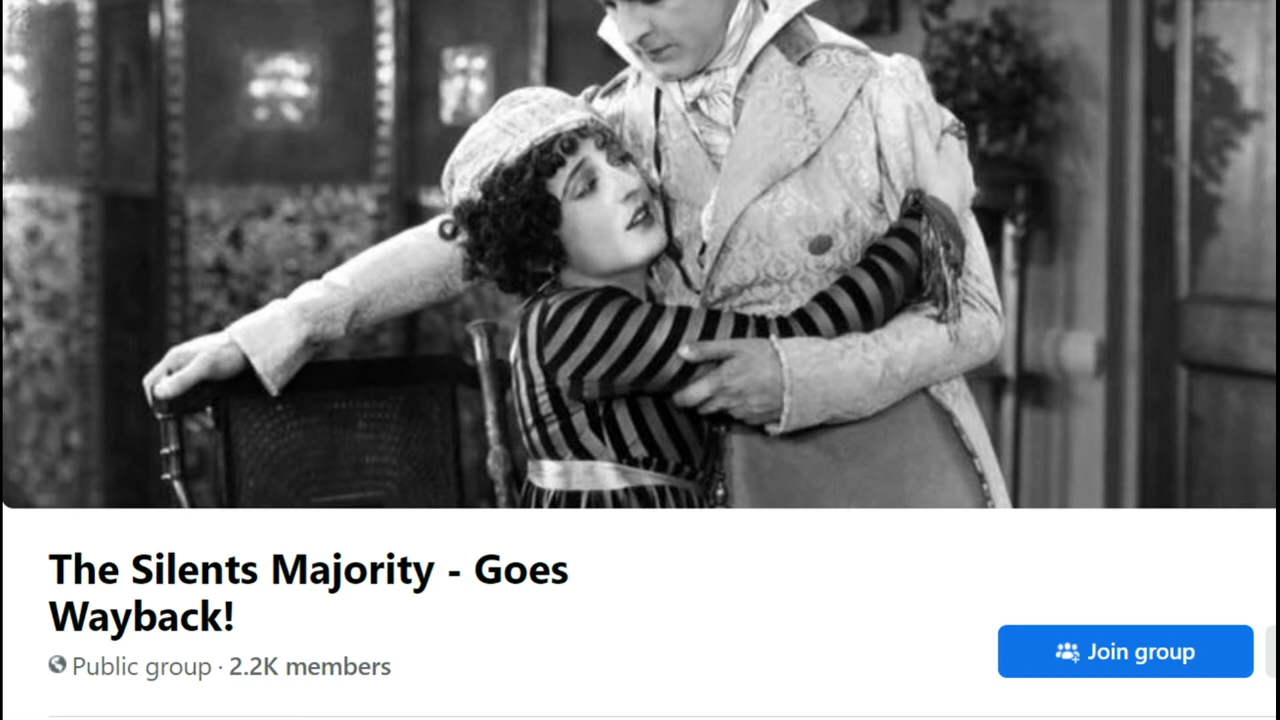 The Silents Majority - Goes
Wayback!
Public group · 2.2K members
Join group